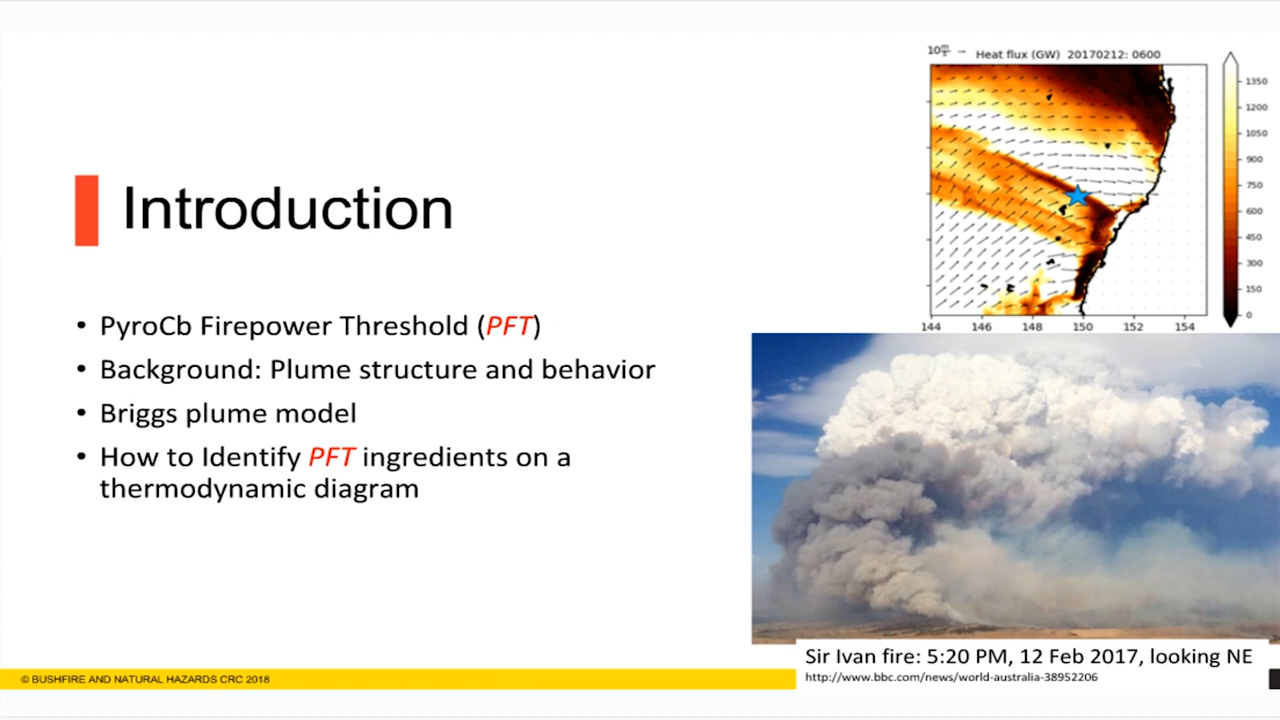 10 m/s →
Heat flux (GW) 20170212: 0600
1350
1200
1050
900
750
600
450
300
150
0
144 146 148 150 152 154
Introduction
• PyroCb Firepower Threshold (PFT)
• Background: Plume structure and behavior
• Briggs plume model
• How to Identify PFT ingredients on a
thermodynamic diagram
Sir Ivan fire: 5:20 PM, 12 Feb 2017, looking NE
http://www.bbc.com/news/world-australia-38952206
© BUSHFIRE AND NATURAL HAZARDS CRC 2018